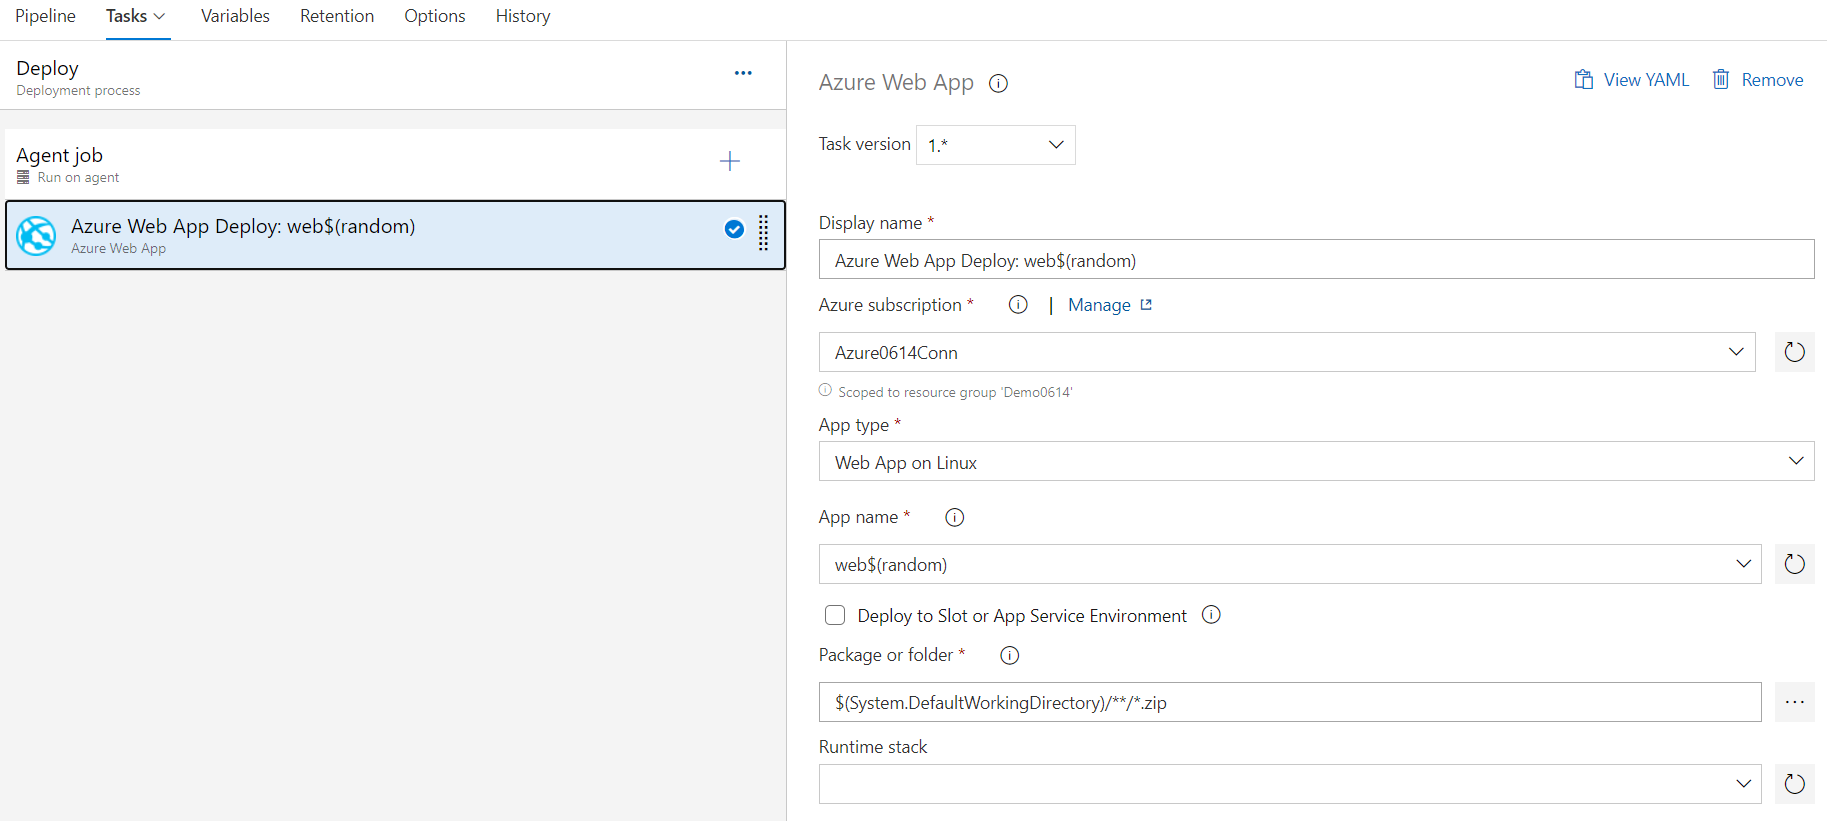 Pipeline Tasks Variables Retention Options History
Deploy
Deployment process
Agent job
Run on agent
Azure Web App Deploy: web$(random)
Azure Web App
Azure Web App
View YAML Remove
Task version 1.*
Display name *
Azure Web App Deploy: web$(random)
Azure subscription * | Manage
Azure0614Conn
Scoped to resource group 'Demo0614'
App type *
Web App on Linux
App name *
web$(random)
Deploy to Slot or App Service Environment
Package or folder *
$(System.DefaultWorkingDirectory)/**/*.zip
Runtime stack